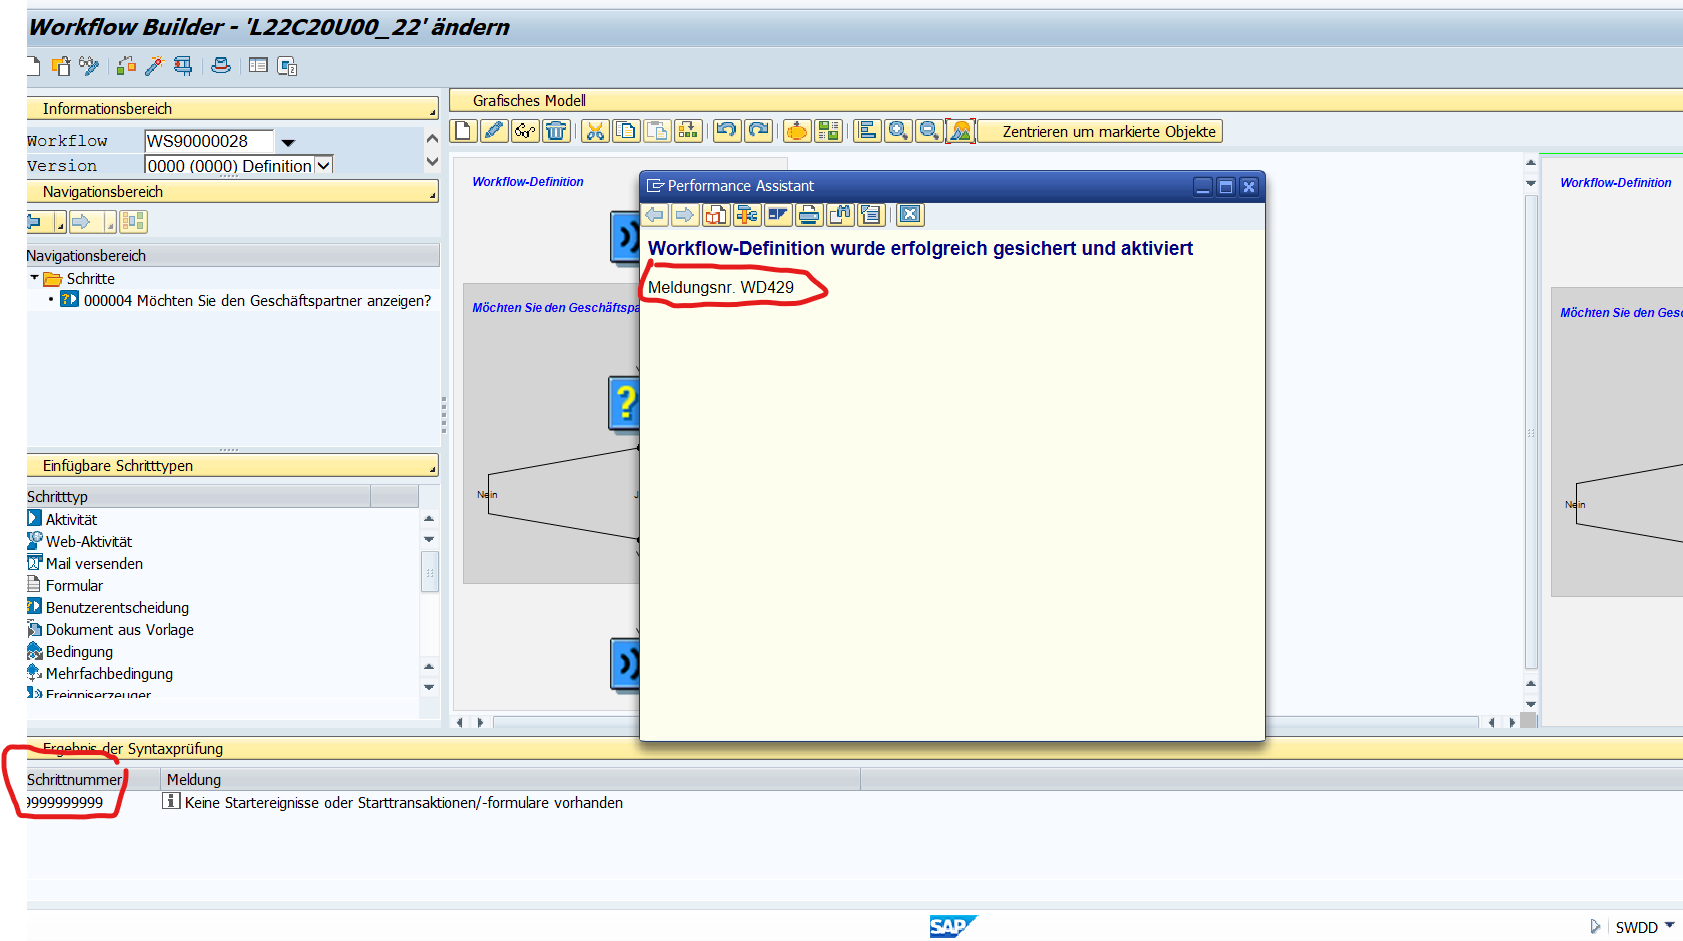 Workflow Builder - 'L22C20U00_22' ändern
Informationsbereich
Workflow WS90000028
Version 0000 (0000) Definition
Navigationsbereich
Navigationsbereich
Schritte
000004 Möchten Sie den Geschäftspartner anzeigen?
Einfügbare Schritttypen
Schritttyp
Aktivität
Web-Aktivität
Mail versenden
Formular
Benutzerentscheidung
Dokument aus Vorlage
Bedingung
Mehrfachbedingung
Ereigniserzeuger
Grafisches Modell
Zentrieren um markierte Objekte
Workflow-Definition
Möchten Sie den Geschäftspa
Nein
J
Performance Assistant
Workflow-Definition wurde erfolgreich gesichert und aktiviert
Meldungsnr. WD429
Workflow-Definition
Möchten Sie den Gesc
Nein
Ergebnis der Syntaxprüfung
Schrittnummer Meldung
9999999999 Keine Startereignisse oder Starttransaktionen/-formulare vorhanden
SAP
SWDD